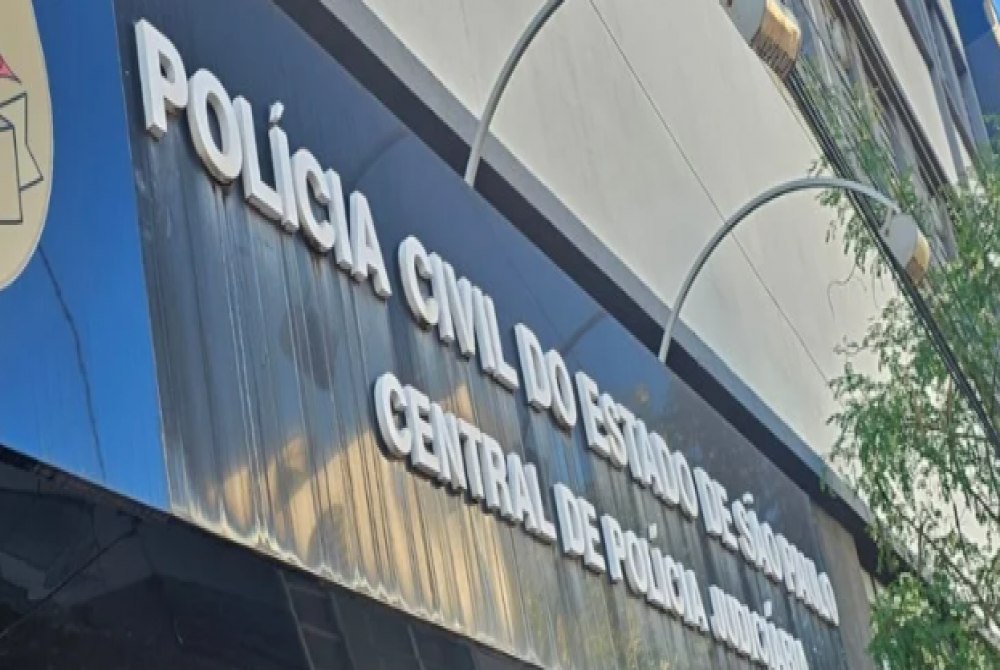 POLÍCIA CIVIL DO ESTADO DE SÃO PAULO
CENTRAL DE POLÍCIA JUDICIÁRIA